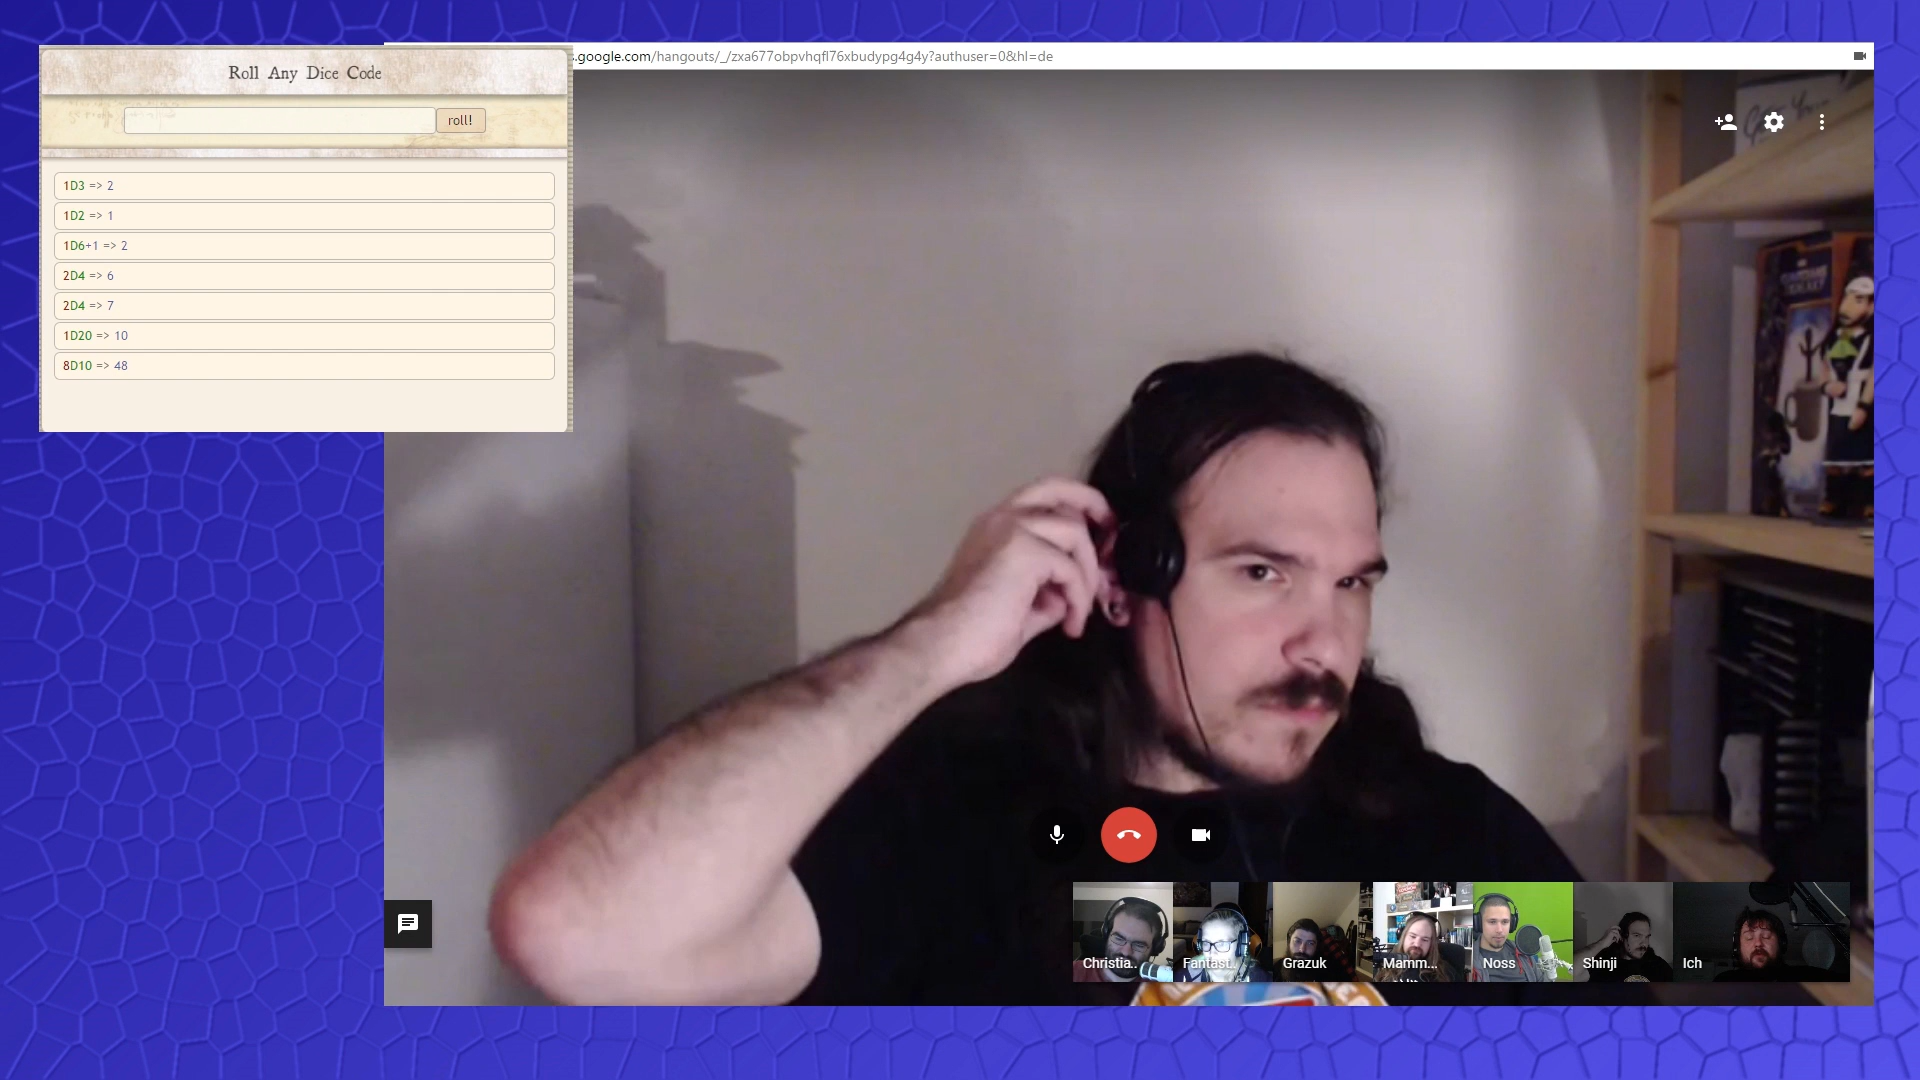 Roll Any Dice Code
roll!
1D3 => 2
1D2 => 1
1D6+1 => 2
2D4 => 6
2D4 => 7
1D20 => 10
8D10 => 48
s.google.com/hangouts/_/zxa677obpvhqfl76xbudypg4g4y?authuser=0&hl=de
Christia... Fantast... Grazuk Mamm... Noss Shinji Ich